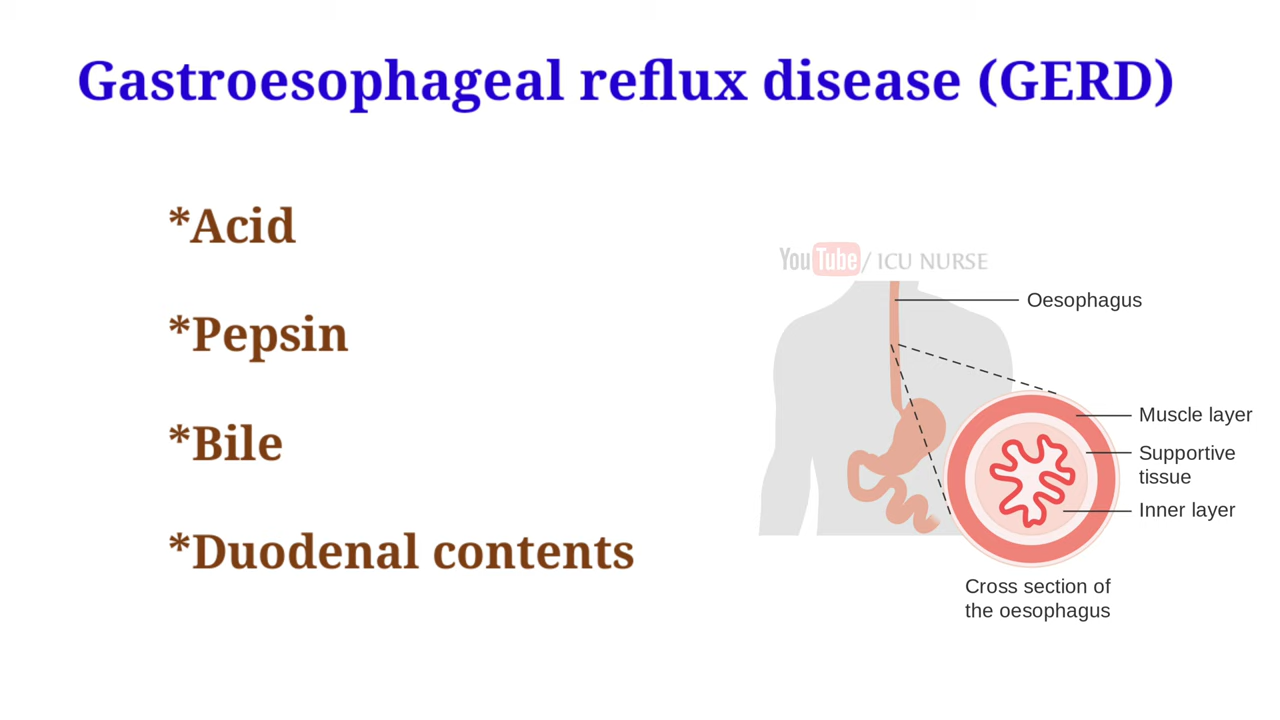 Gastroesophageal reflux disease (GERD)
*Acid
*Pepsin
*Bile
*Duodenal contents
YouTube/ ICU NURSE
Oesophagus
Muscle layer
Supportive
tissue
Inner layer
Cross section of
the oesophagus